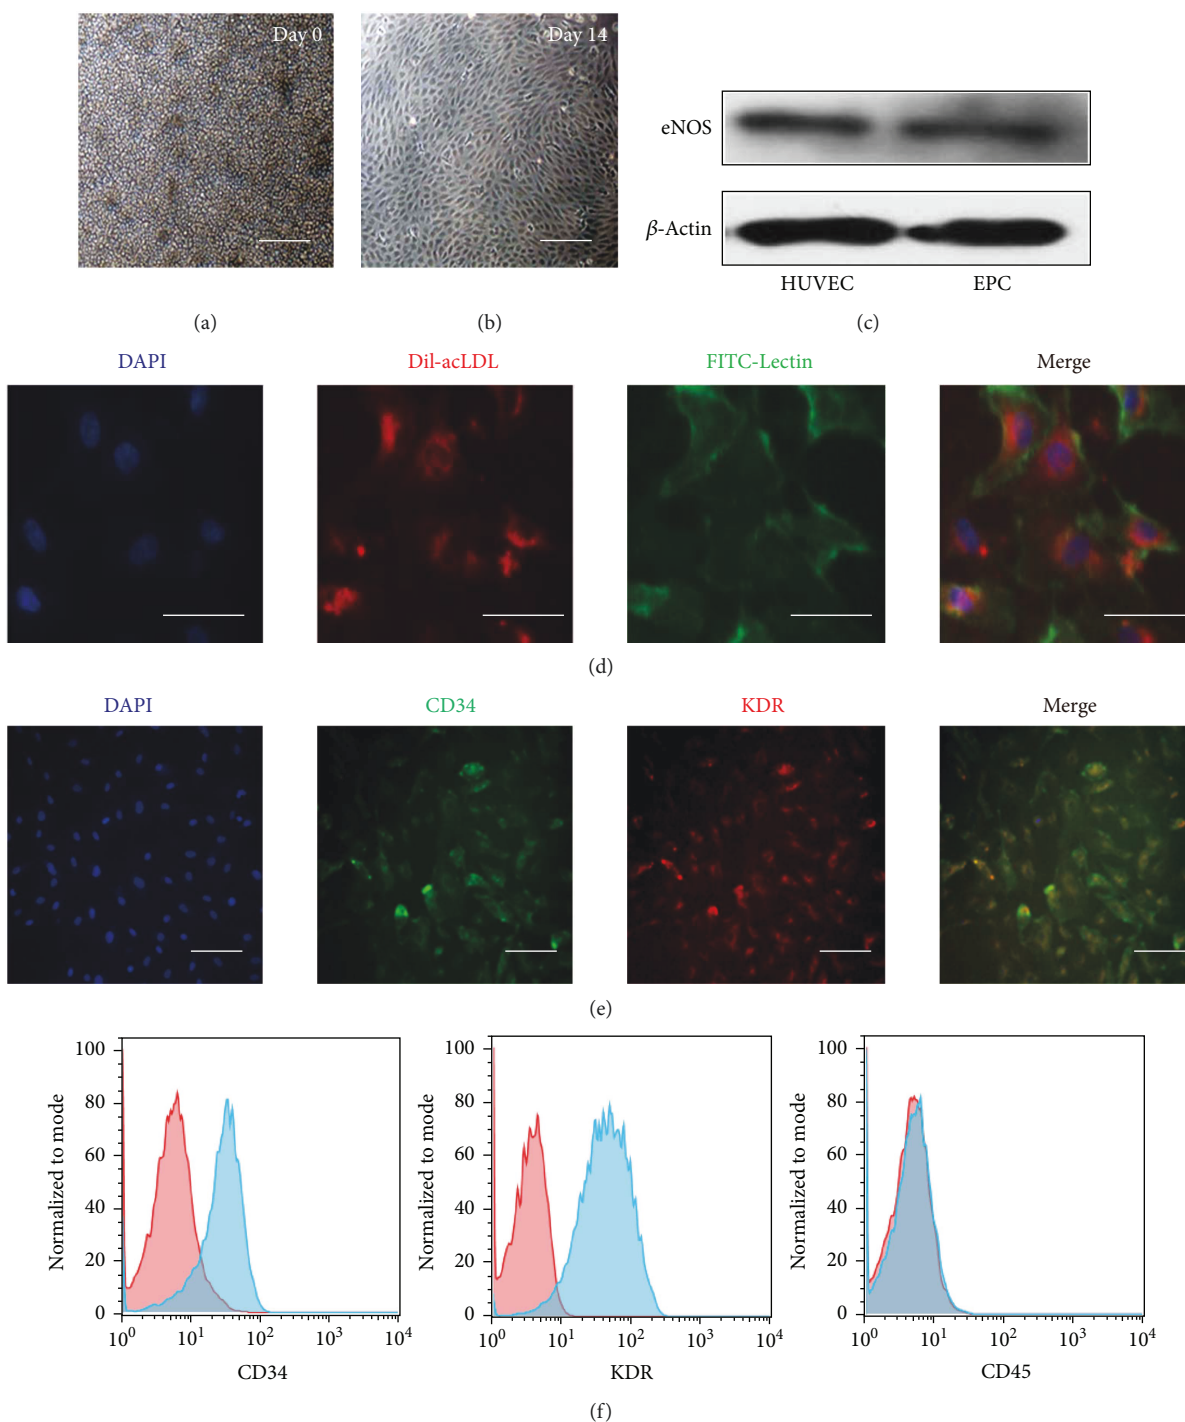 Day 0
Day 14
eNOS
β-Actin
HUVEC EPC
(a)
(b)
(c)
DAPI
Dil-acLDL
FITC-Lectin
Merge
(d)
DAPI
CD34
KDR
Merge
(e)
Normalized to mode
100
80
60
40
20
0
10⁰ 10¹ 10² 10³ 10⁴
CD34
Normalized to mode
100
80
60
40
20
0
10⁰ 10¹ 10² 10³ 10⁴
KDR
Normalized to mode
100
80
60
40
20
0
10⁰ 10¹ 10² 10³ 10⁴
CD45
(f)